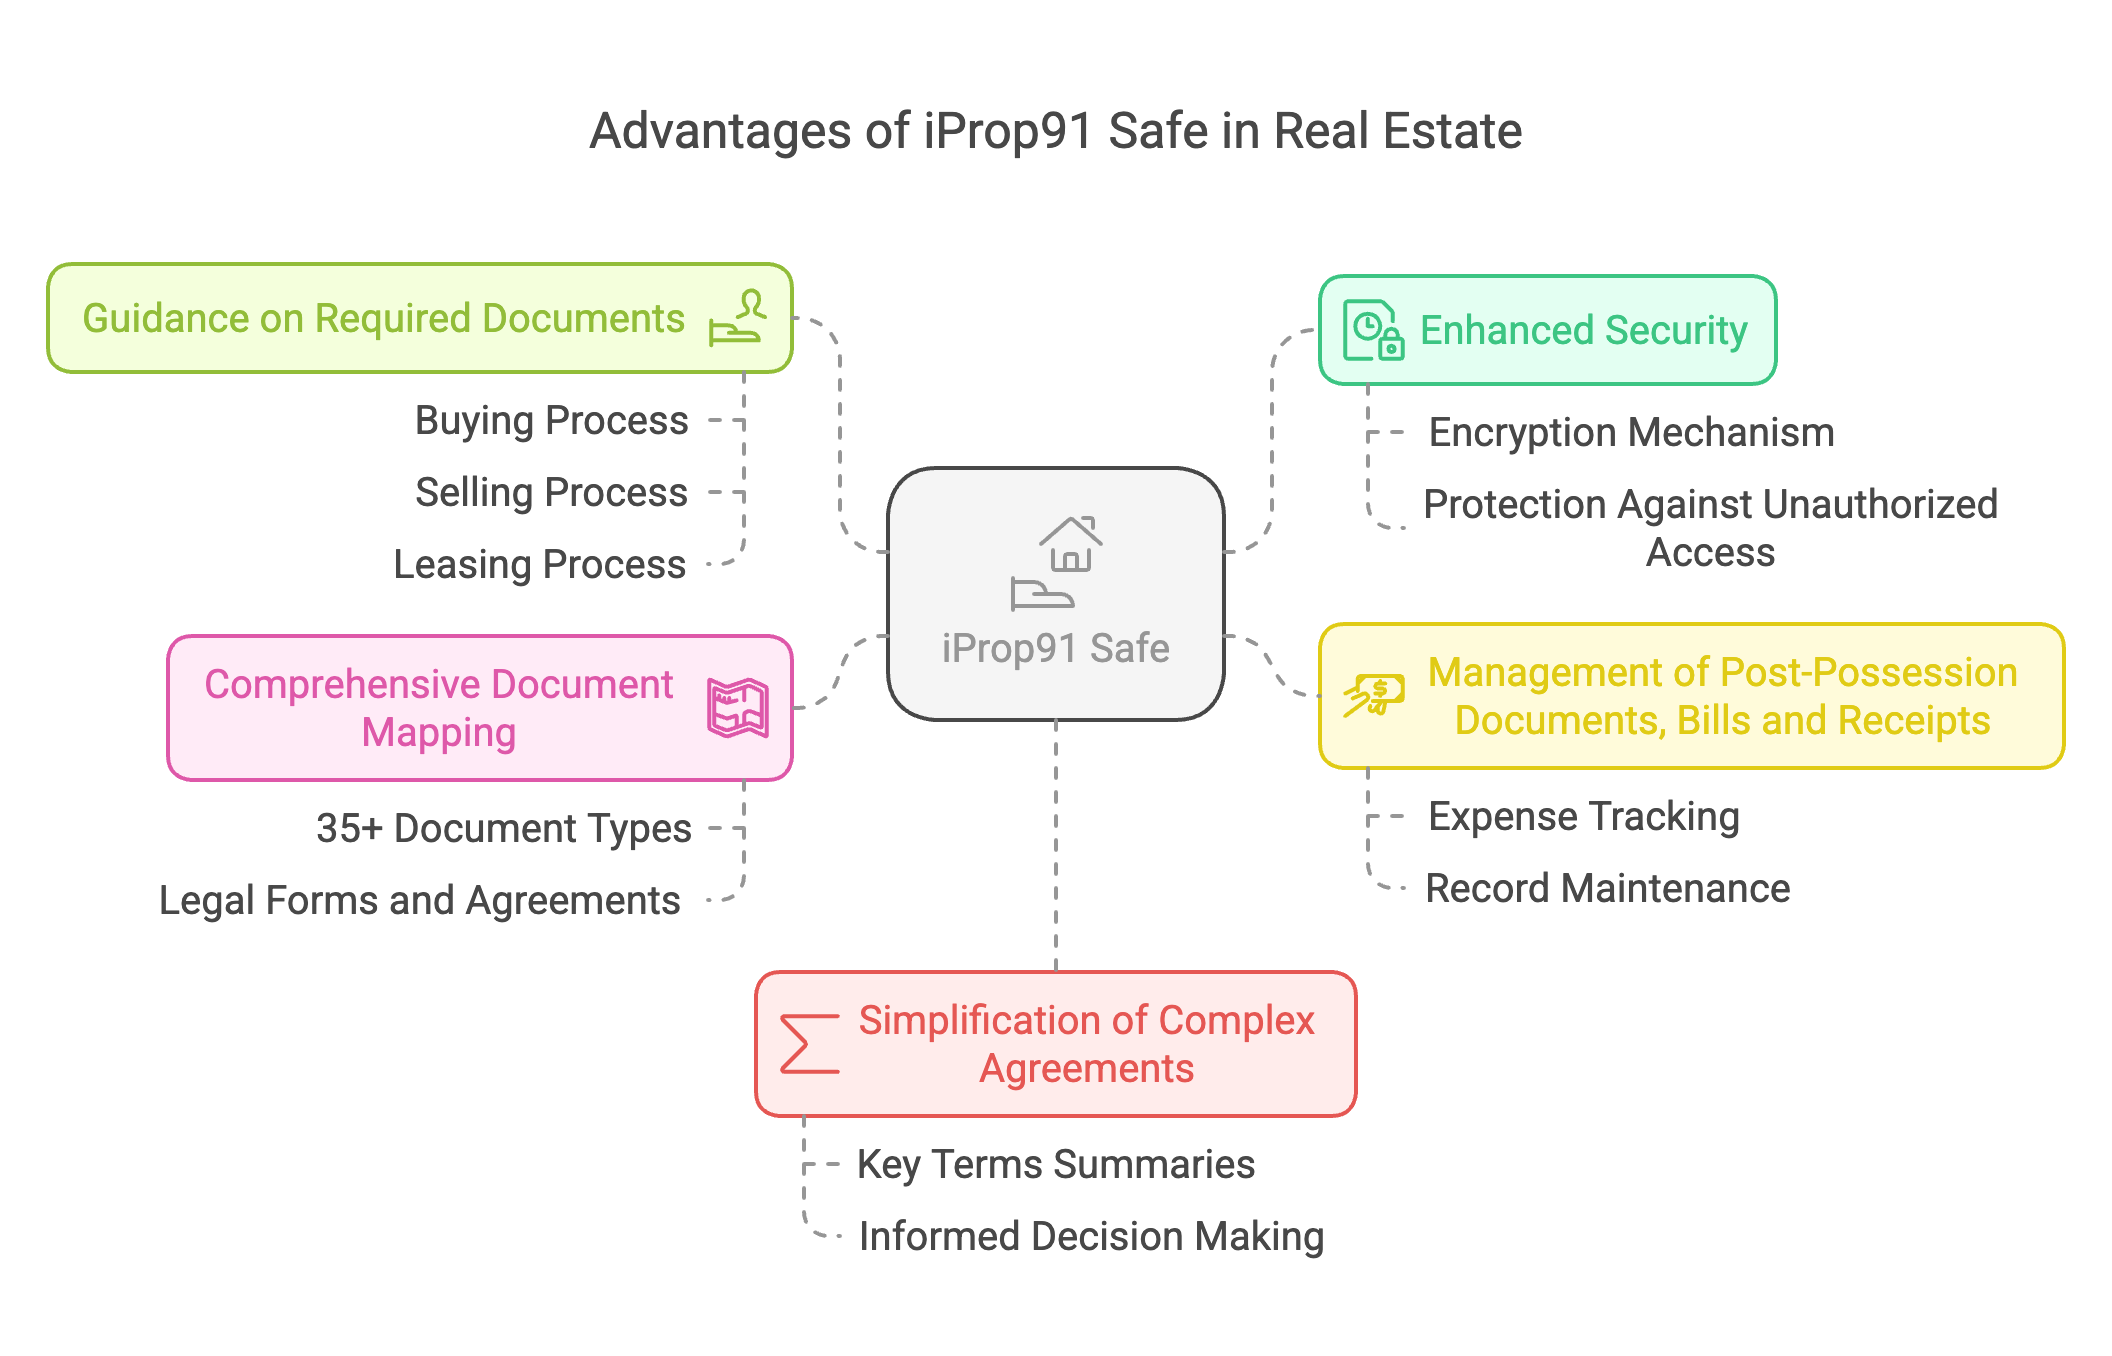 Advantages of iProp91 Safe in Real Estate
Guidance on Required Documents
Buying Process
Selling Process
Leasing Process
Comprehensive Document
Mapping
35+ Document Types
Legal Forms and Agreements
iProp91 Safe
Enhanced Security
Encryption Mechanism
Protection Against Unauthorized
Access
Management of Post-Possession
Documents, Bills and Receipts
Expense Tracking
Record Maintenance
Simplification of Complex
Agreements
Key Terms Summaries
Informed Decision Making